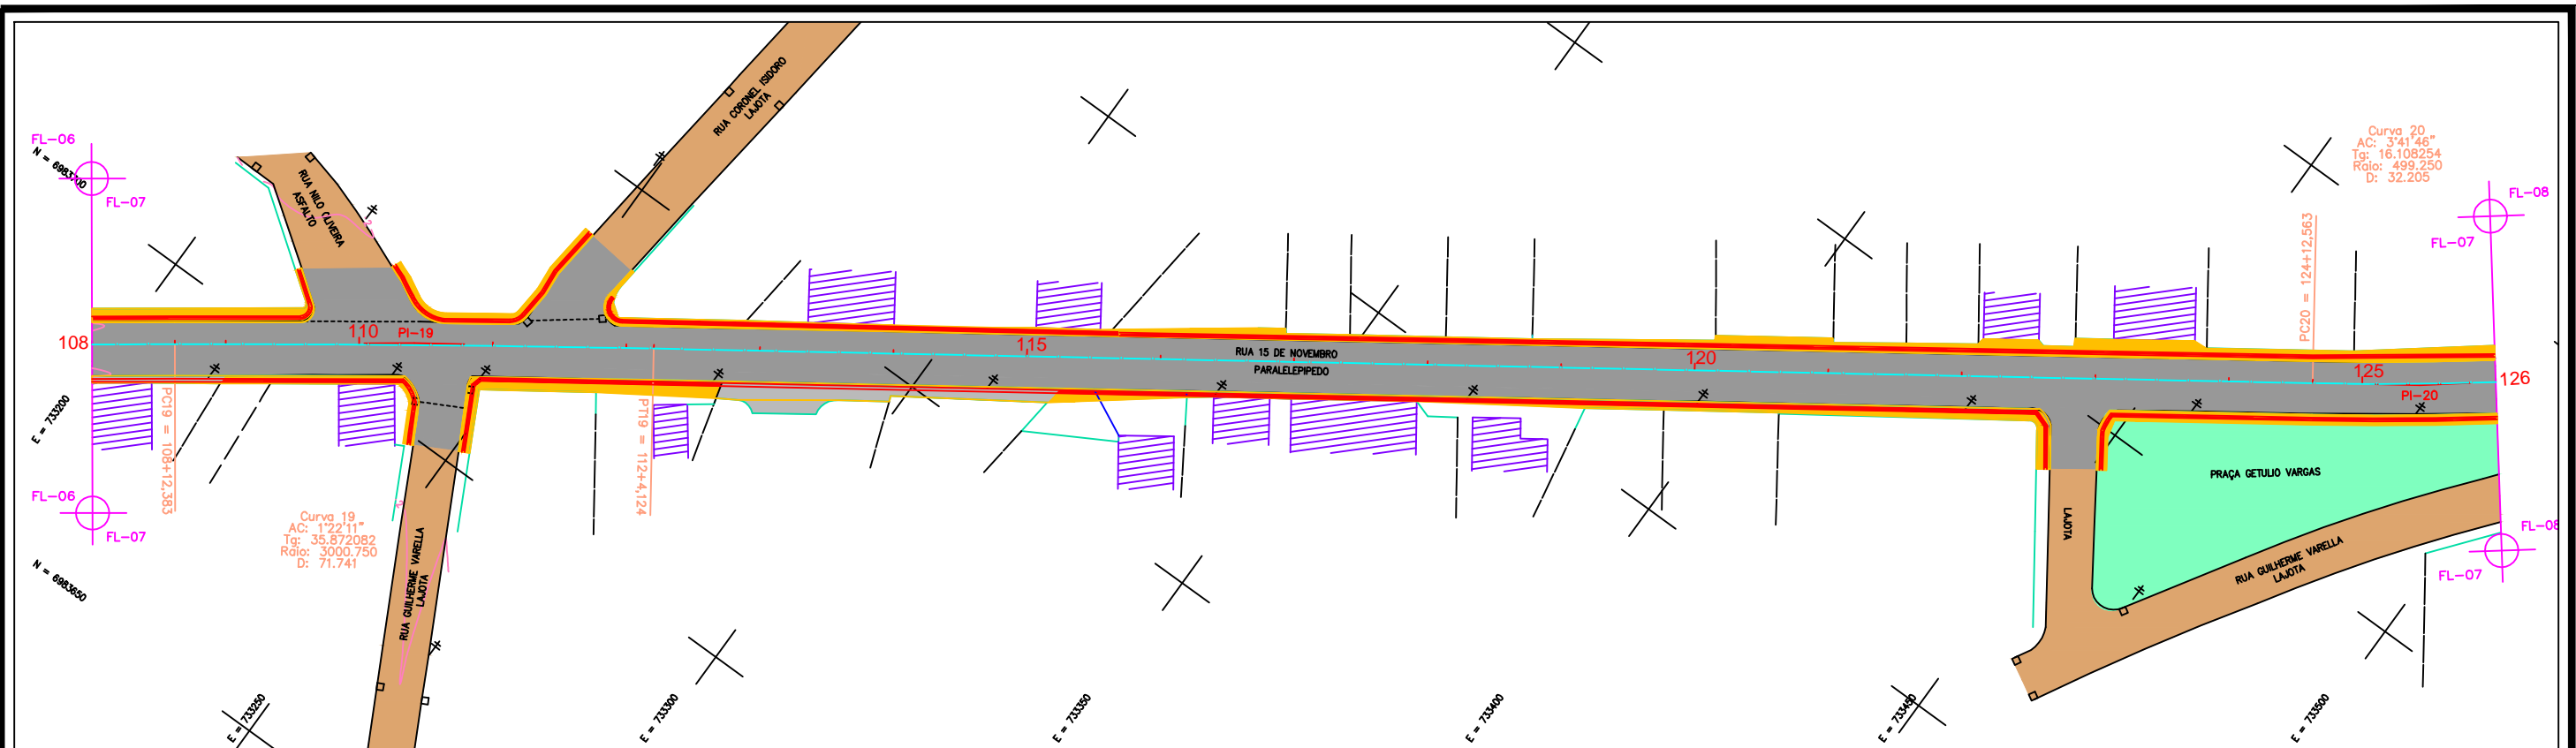 FL-06
N = 6983700
FL-07
RUA NILO OLIVEIRA
ASFALTO
RUA CORONEL ISIDORO
LAJOTA
Curva 20
AC: 3°41'46"
Tg: 16.108254
Raio: 499.250
D: 32.205
FL-08
FL-07
PC20 = 124+12,563
108
110
PI-19
115
RUA 15 DE NOVEMBRO
PARALELEPIPEDO
120
125
126
PI-20
E = 733200
PC19 = 108+12,383
PT19 = 112+4,124
FL-06
FL-07
Curva 19
AC: 1°22'11"
Tg: 35.872082
Raio: 3000.750
D: 71.741
RUA GUILHERME VARELLA
LAJOTA
PRAÇA GETULIO VARGAS
LAJOTA
RUA GUILHERME VARELLA
LAJOTA
FL-08
FL-07
N = 6983650
E = 733250
E = 733300
E = 733350
E = 733400
E = 733450
E = 733500